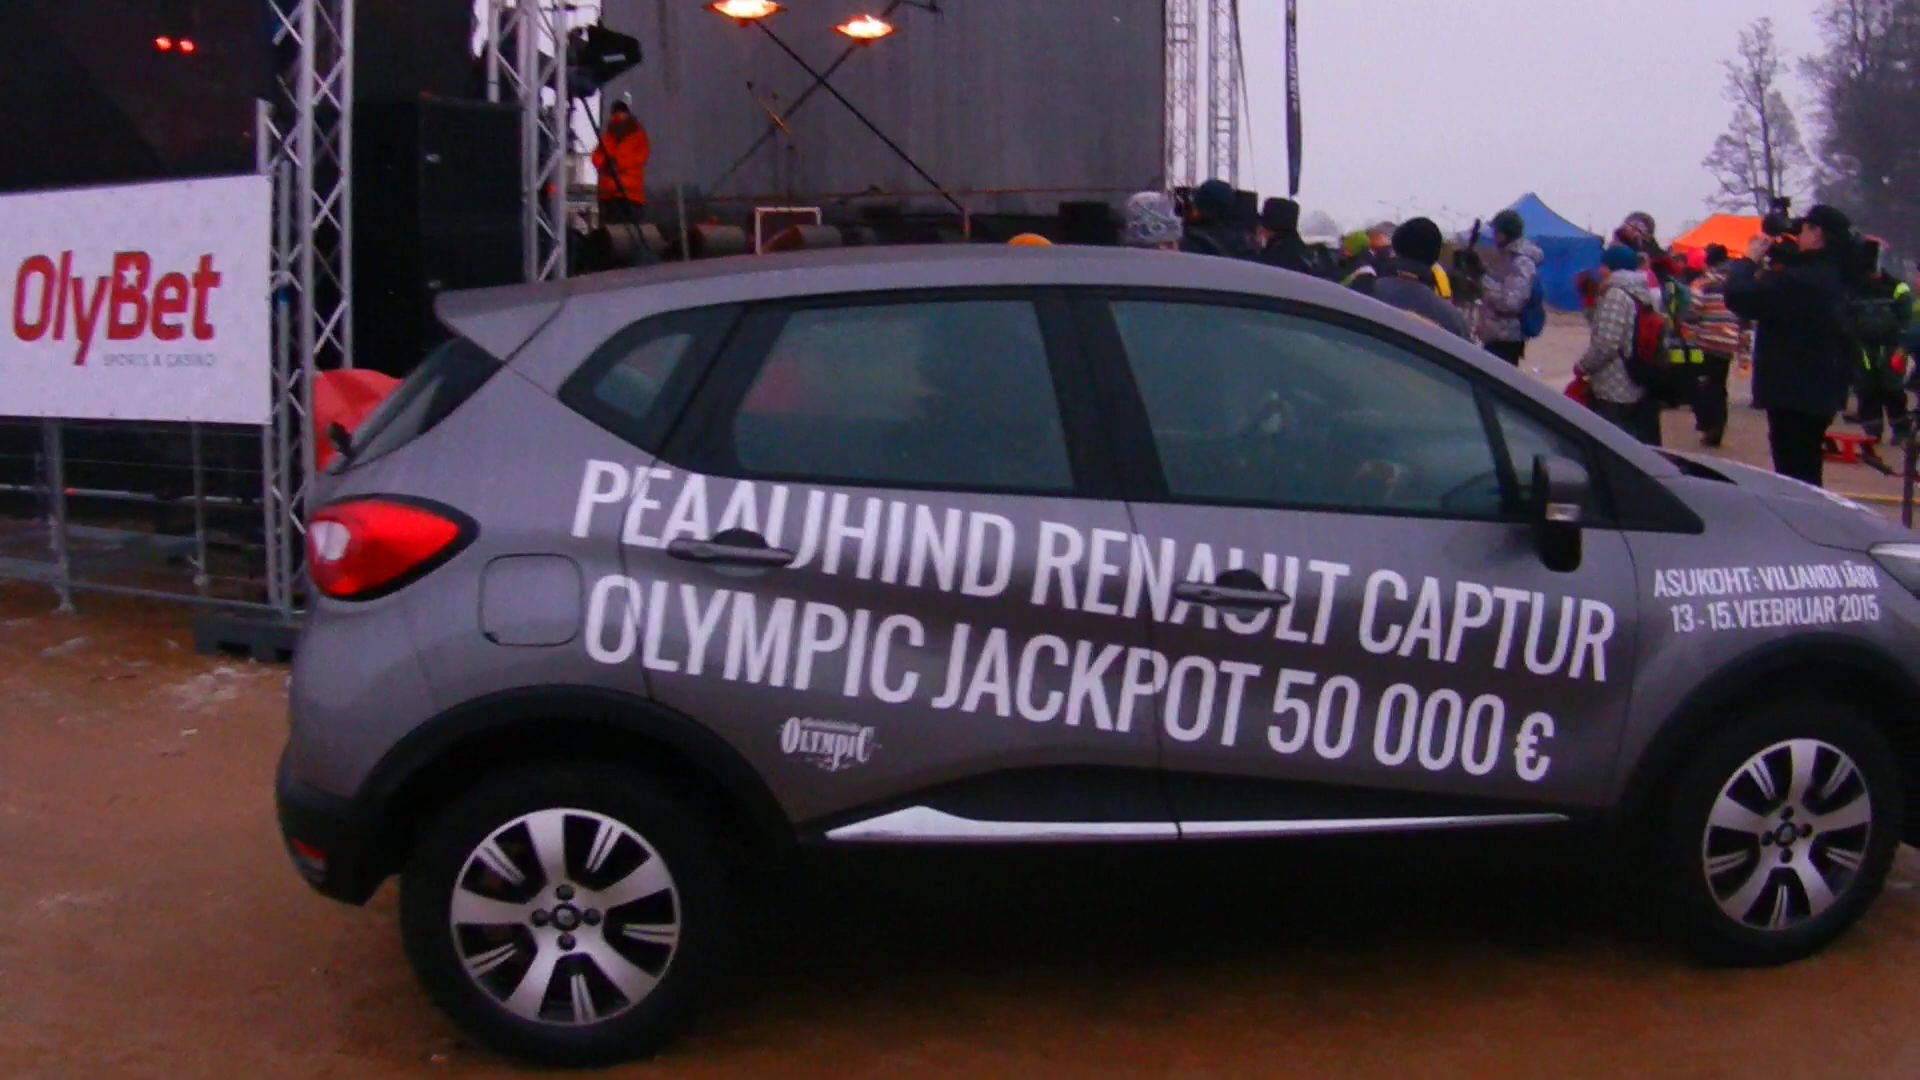 OlyBet
SPORTS & CASINO
PEAAUHIND RENAULT CAPTUR
OLYMPIC JACKPOT 50 000 €
OLYMPIC
ASUKOHT: VILJANDI JÄRV
13 - 15. VEEBRUAR 2015